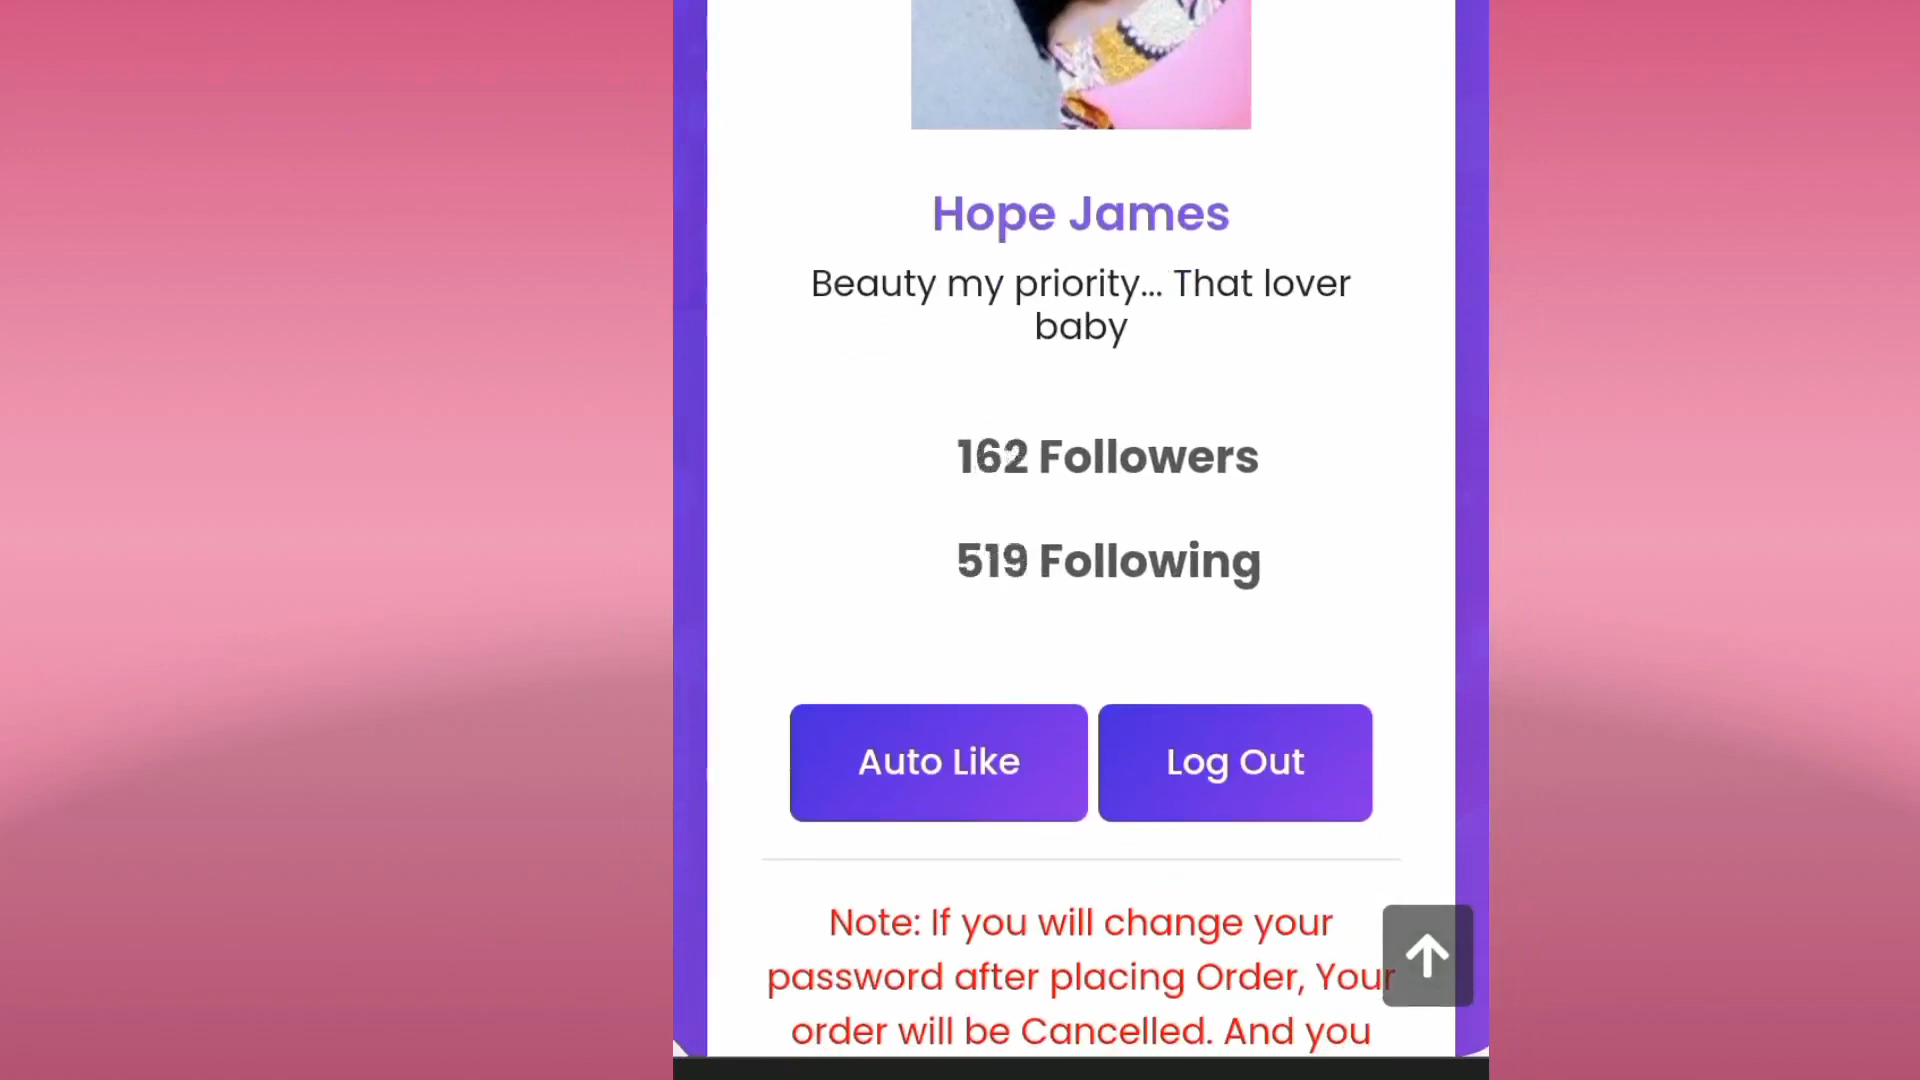 Hope James
Beauty my priority... That lover
baby
162 Followers
519 Following
Auto Like
Log Out
Note: If you will change your
password after placing Order, Your
order will be Cancelled. And you